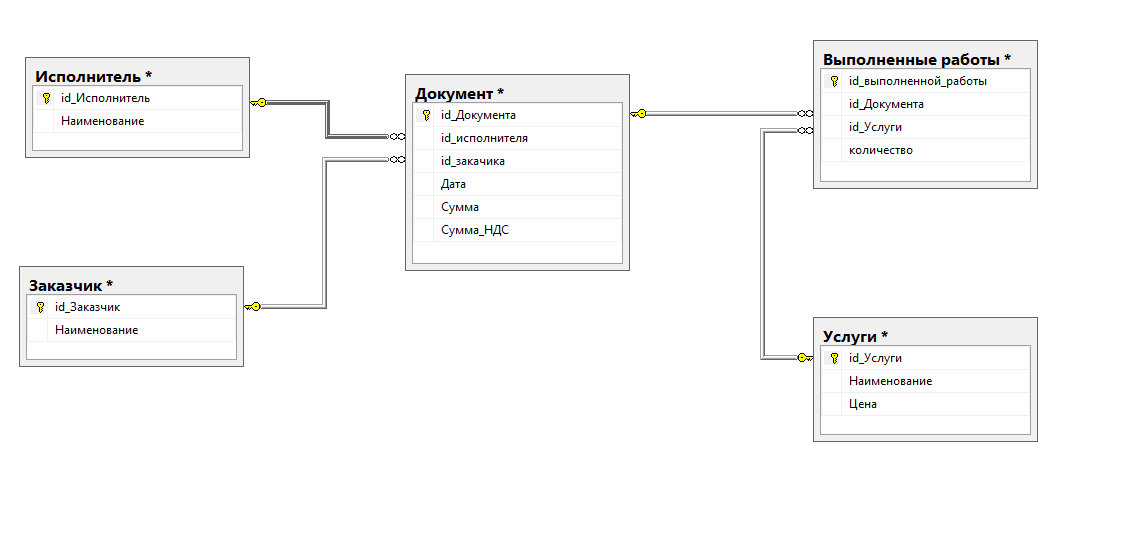 Исполнитель *
id_Исполнитель
Наименование
Заказчик *
id_Заказчик
Наименование
Документ *
id_Документа
id_исполнителя
id_закачика
Дата
Сумма
Сумма_НДС
Выполненные работы *
id_выполненной_работы
id_Документа
id_Услуги
количество
Услуги *
id_Услуги
Наименование
Цена